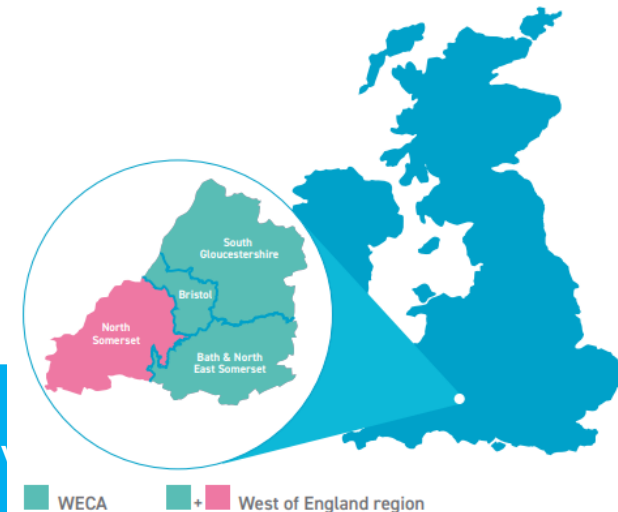 South
Gloucestershire
Bristol
North
Somerset
Bath & North
East Somerset
WECA
+
West of England region